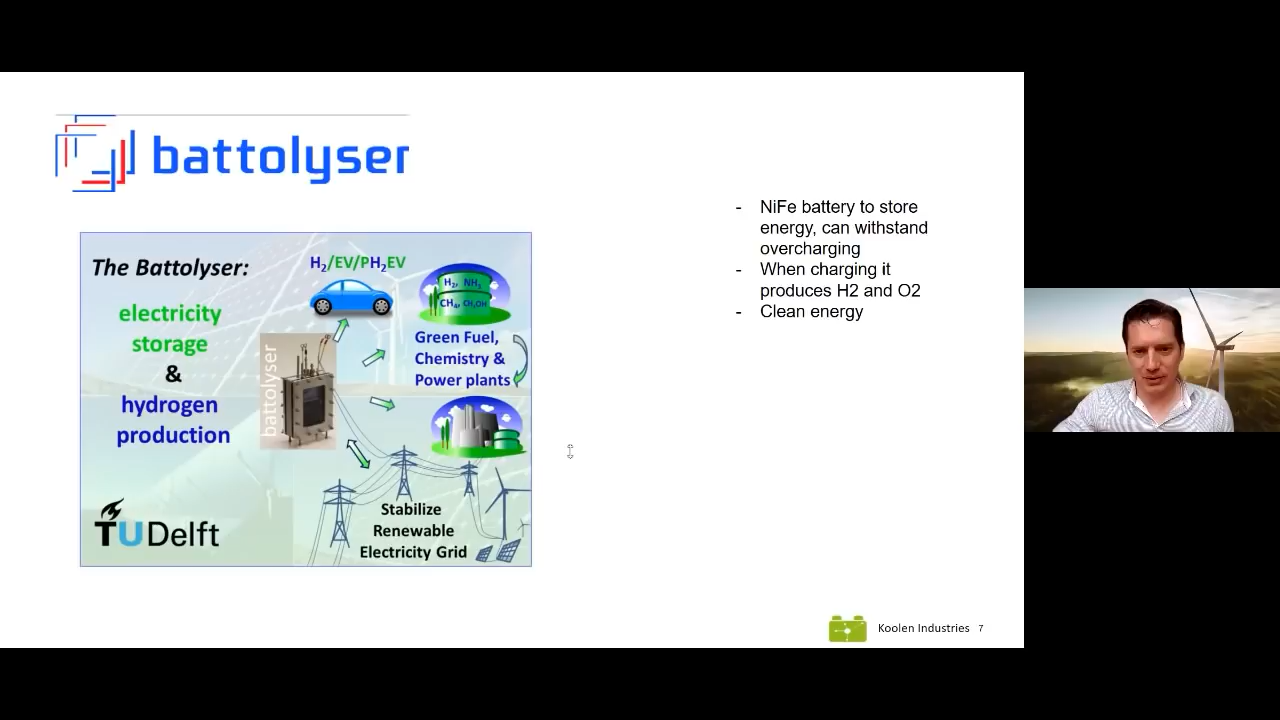 battolyser
- NiFe battery to store
energy, can withstand
overcharging
- When charging it
produces H2 and O2
- Clean energy
The Battolyser:
electricity
storage
&
hydrogen
production
battolyser
H₂/EV/PH₂EV
H₂, NH₃
CH₄, CH₃OH
Green Fuel,
Chemistry &
Power plants
Stabilize
Renewable
Electricity Grid
TUDelft
Koolen Industries 7